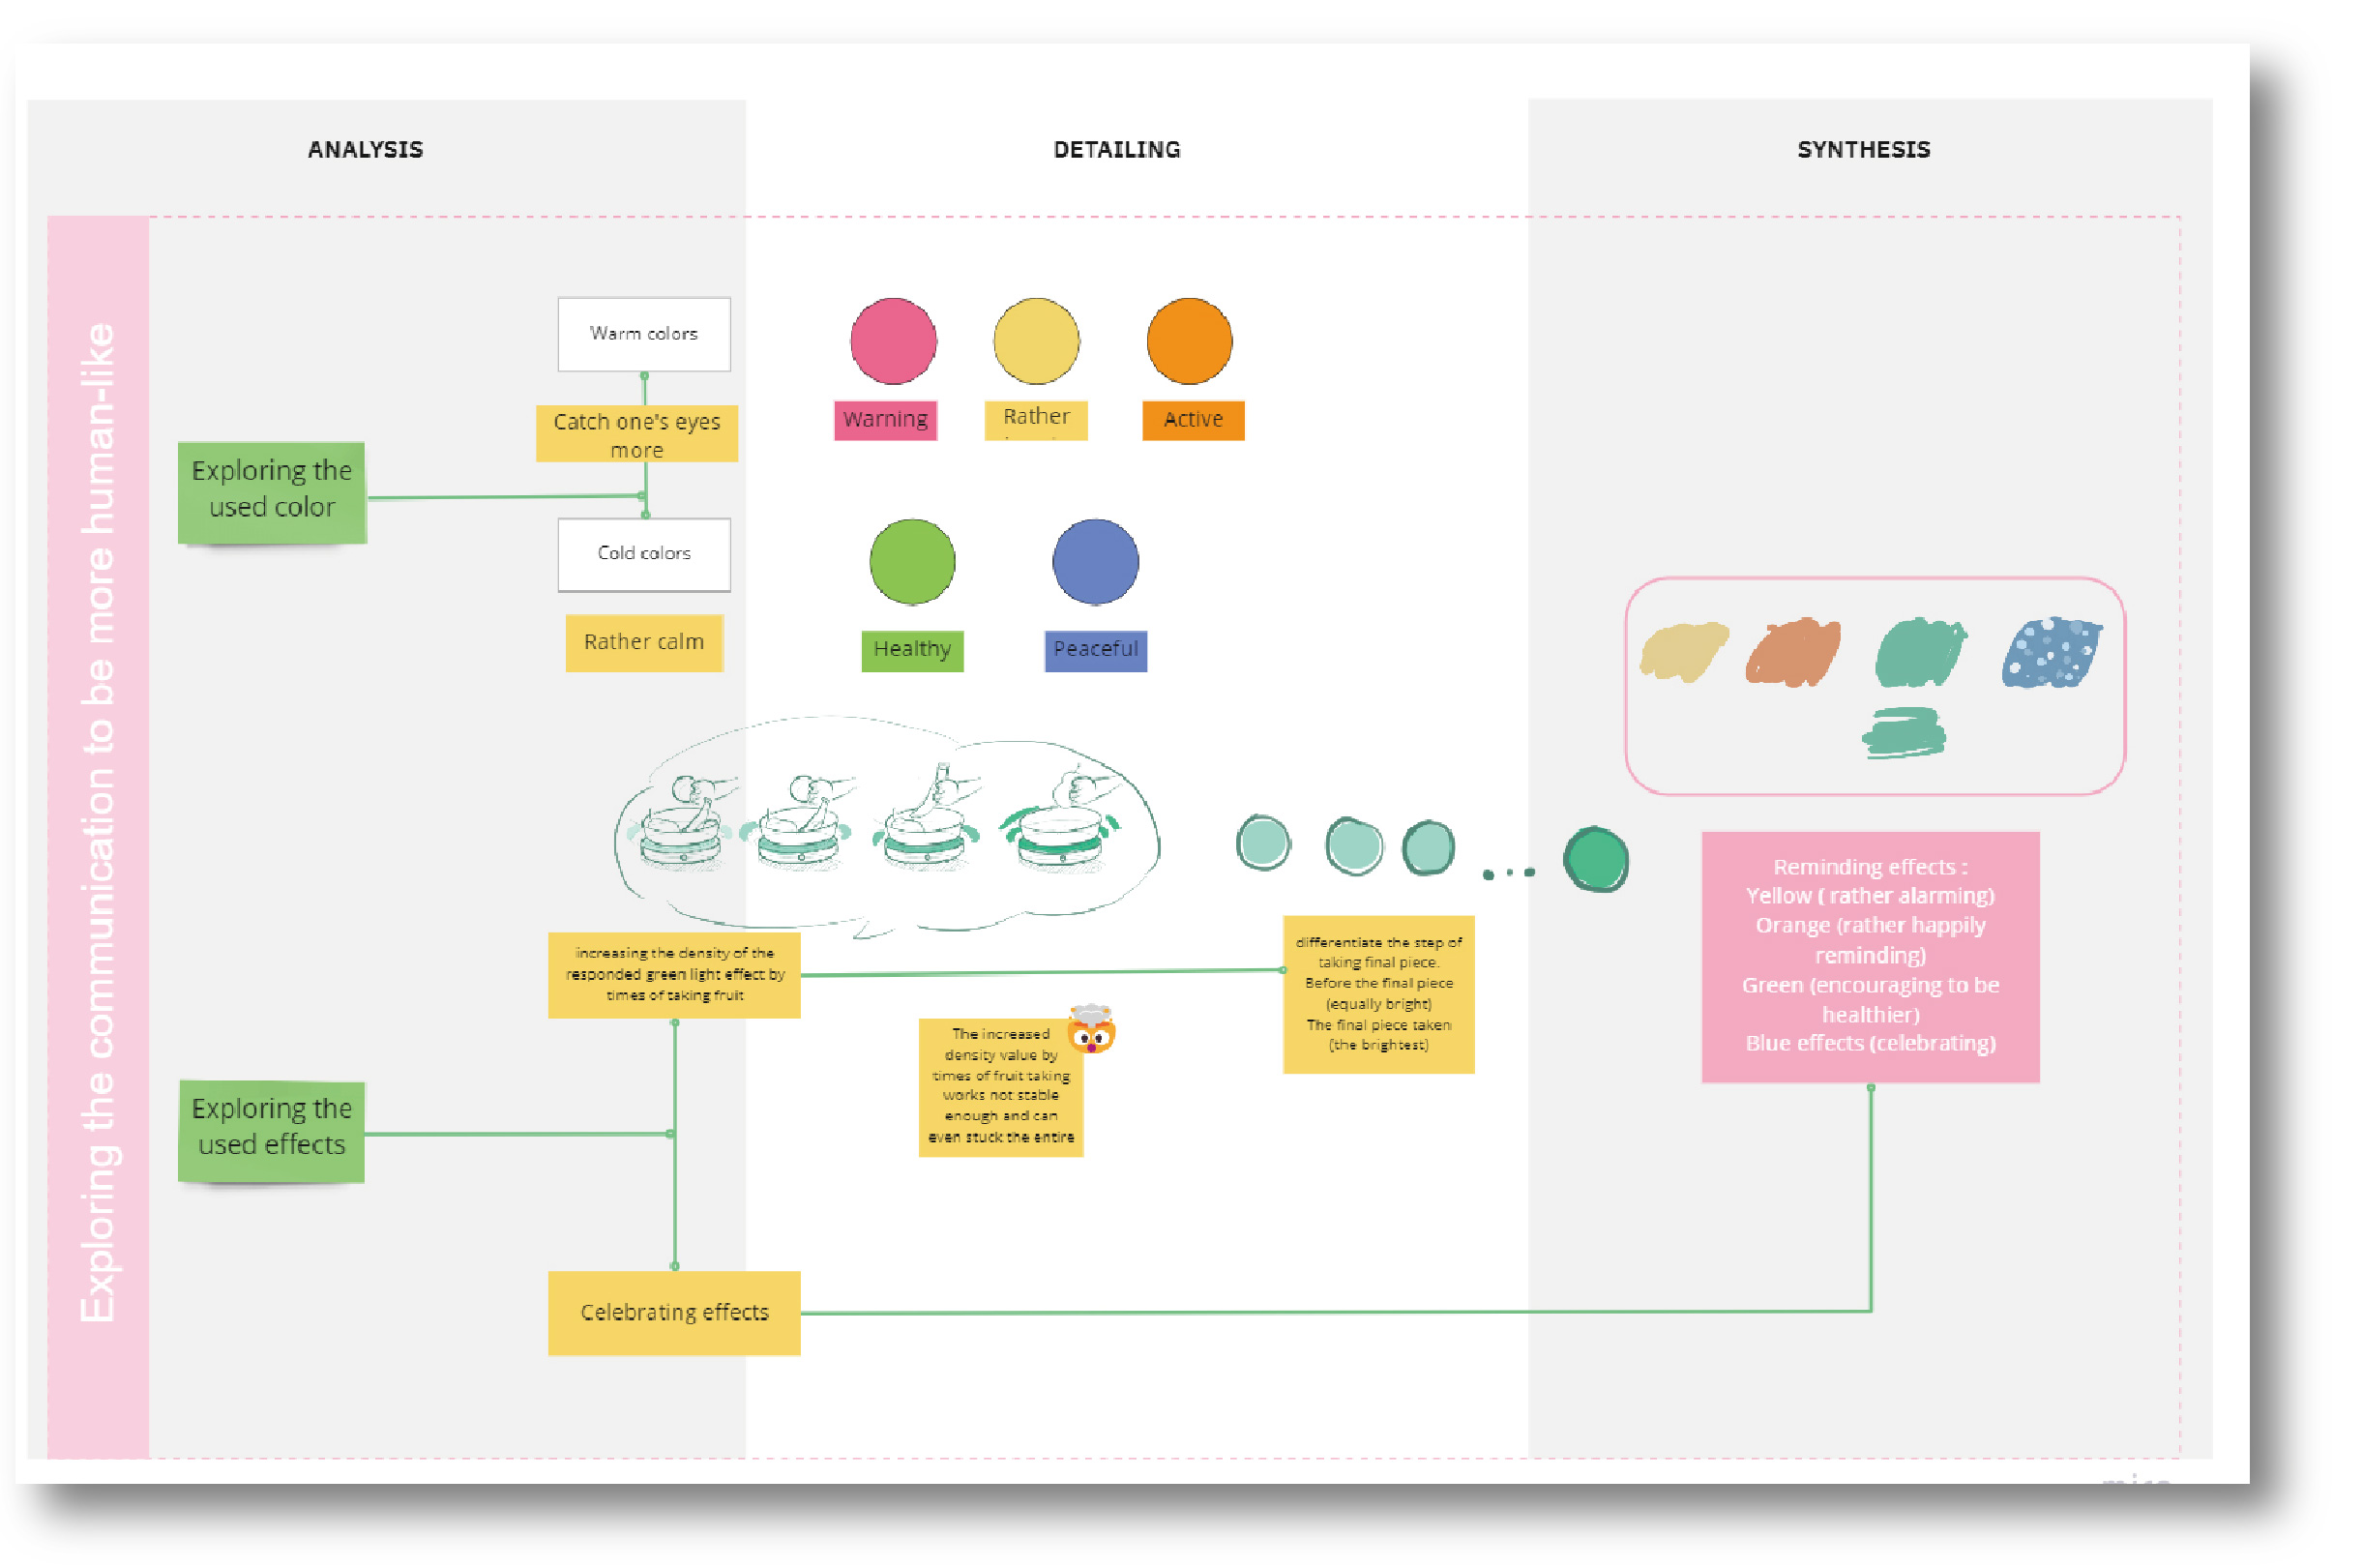 ANALYSIS
DETAILING
SYNTHESIS
Exploring the communication to be more human-like
Exploring the
used color
Warm colors
Catch one's eyes
more
Cold colors
Rather calm
Warning
Rather
Active
Healthy
Peaceful
increasing the density of the
responded green light effect by
times of taking fruit
The increased
density value by
times of fruit taking
works not stable
enough and can
even stuck the entire
differentiate the step of
taking final piece.
Before the final piece
(equally bright)
The final piece taken
(the brightest)
Exploring the
used effects
Celebrating effects
Reminding effects :
Yellow ( rather alarming)
Orange (rather happily
reminding)
Green (encouraging to be
healthier)
Blue effects (celebrating)